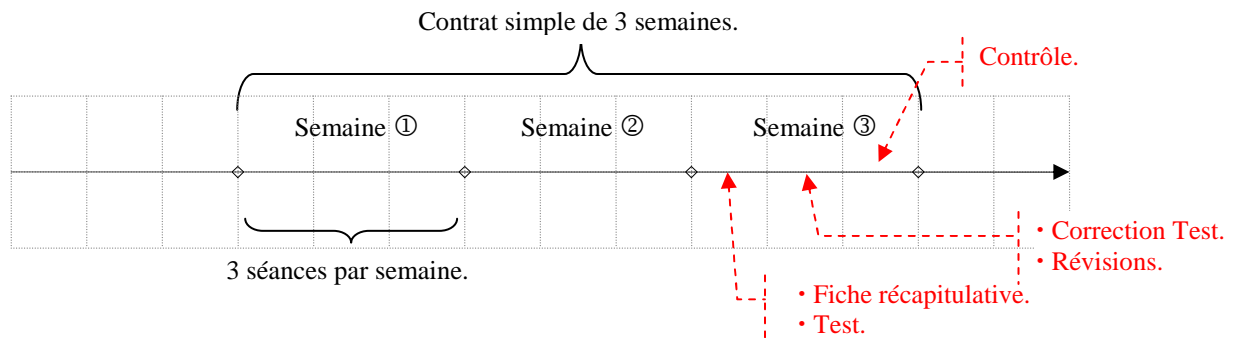 Contrat simple de 3 semaines.
Contrôle.
Semaine ① Semaine ② Semaine ③
3 séances par semaine.
· Correction Test.
· Révisions.
· Fiche récapitulative.
· Test.